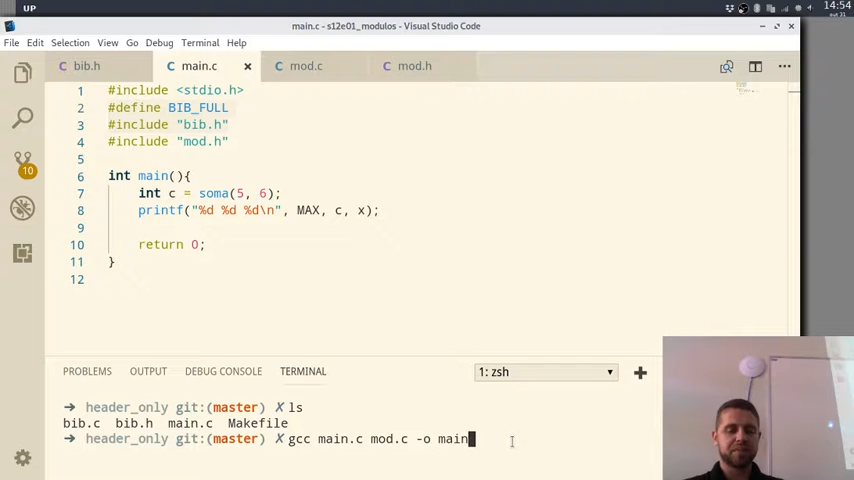 UP
14:54
out 31
main.c - s12e01_modulos - Visual Studio Code
File Edit Selection View Go Debug Terminal Help
C bib.h C main.c × C mod.c C mod.h
1 #include <stdio.h>
2 #define BIB_FULL
3 #include "bib.h"
4 #include "mod.h"
5
6 int main(){
7 int c = soma(5, 6);
8 printf("%d %d %d\n", MAX, c, x);
9
10 return 0;
11 }
12
10
PROBLEMS OUTPUT DEBUG CONSOLE TERMINAL 1: zsh
→ header_only git:(master) ✗ ls
bib.c bib.h main.c Makefile
→ header_only git:(master) ✗ gcc main.c mod.c -o main